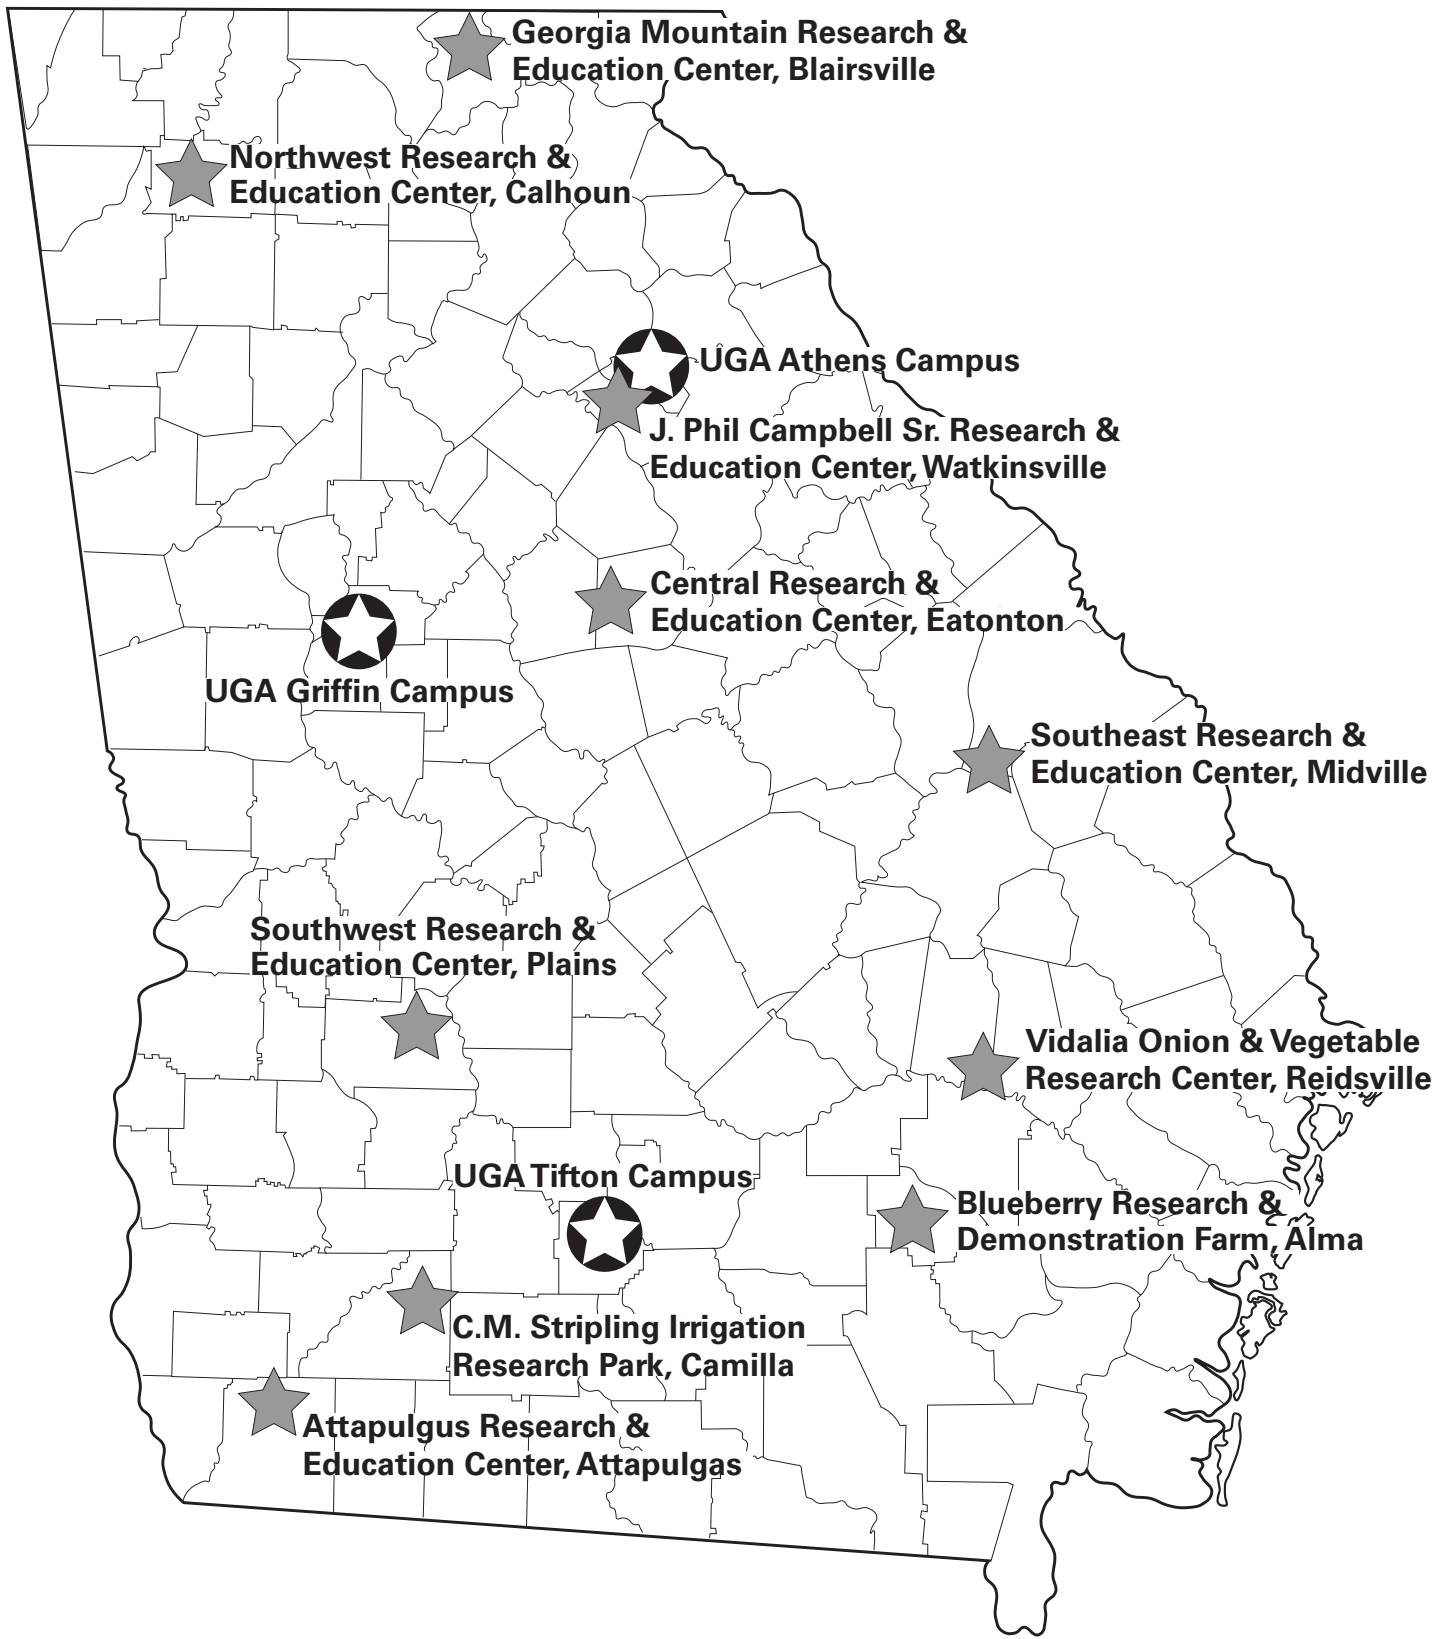 Georgia Mountain Research &
Education Center, Blairsville
Northwest Research &
Education Center, Calhoun
UGA Athens Campus
J. Phil Campbell Sr. Research &
Education Center, Watkinsville
Central Research &
Education Center, Eatonton
UGA Griffin Campus
Southeast Research &
Education Center, Midville
Southwest Research &
Education Center, Plains
Vidalia Onion & Vegetable
Research Center, Reidsville
UGA Tifton Campus
Blueberry Research &
Demonstration Farm, Alma
C.M. Stripling Irrigation
Research Park, Camilla
Attapulgus Research &
Education Center, Attapulgas